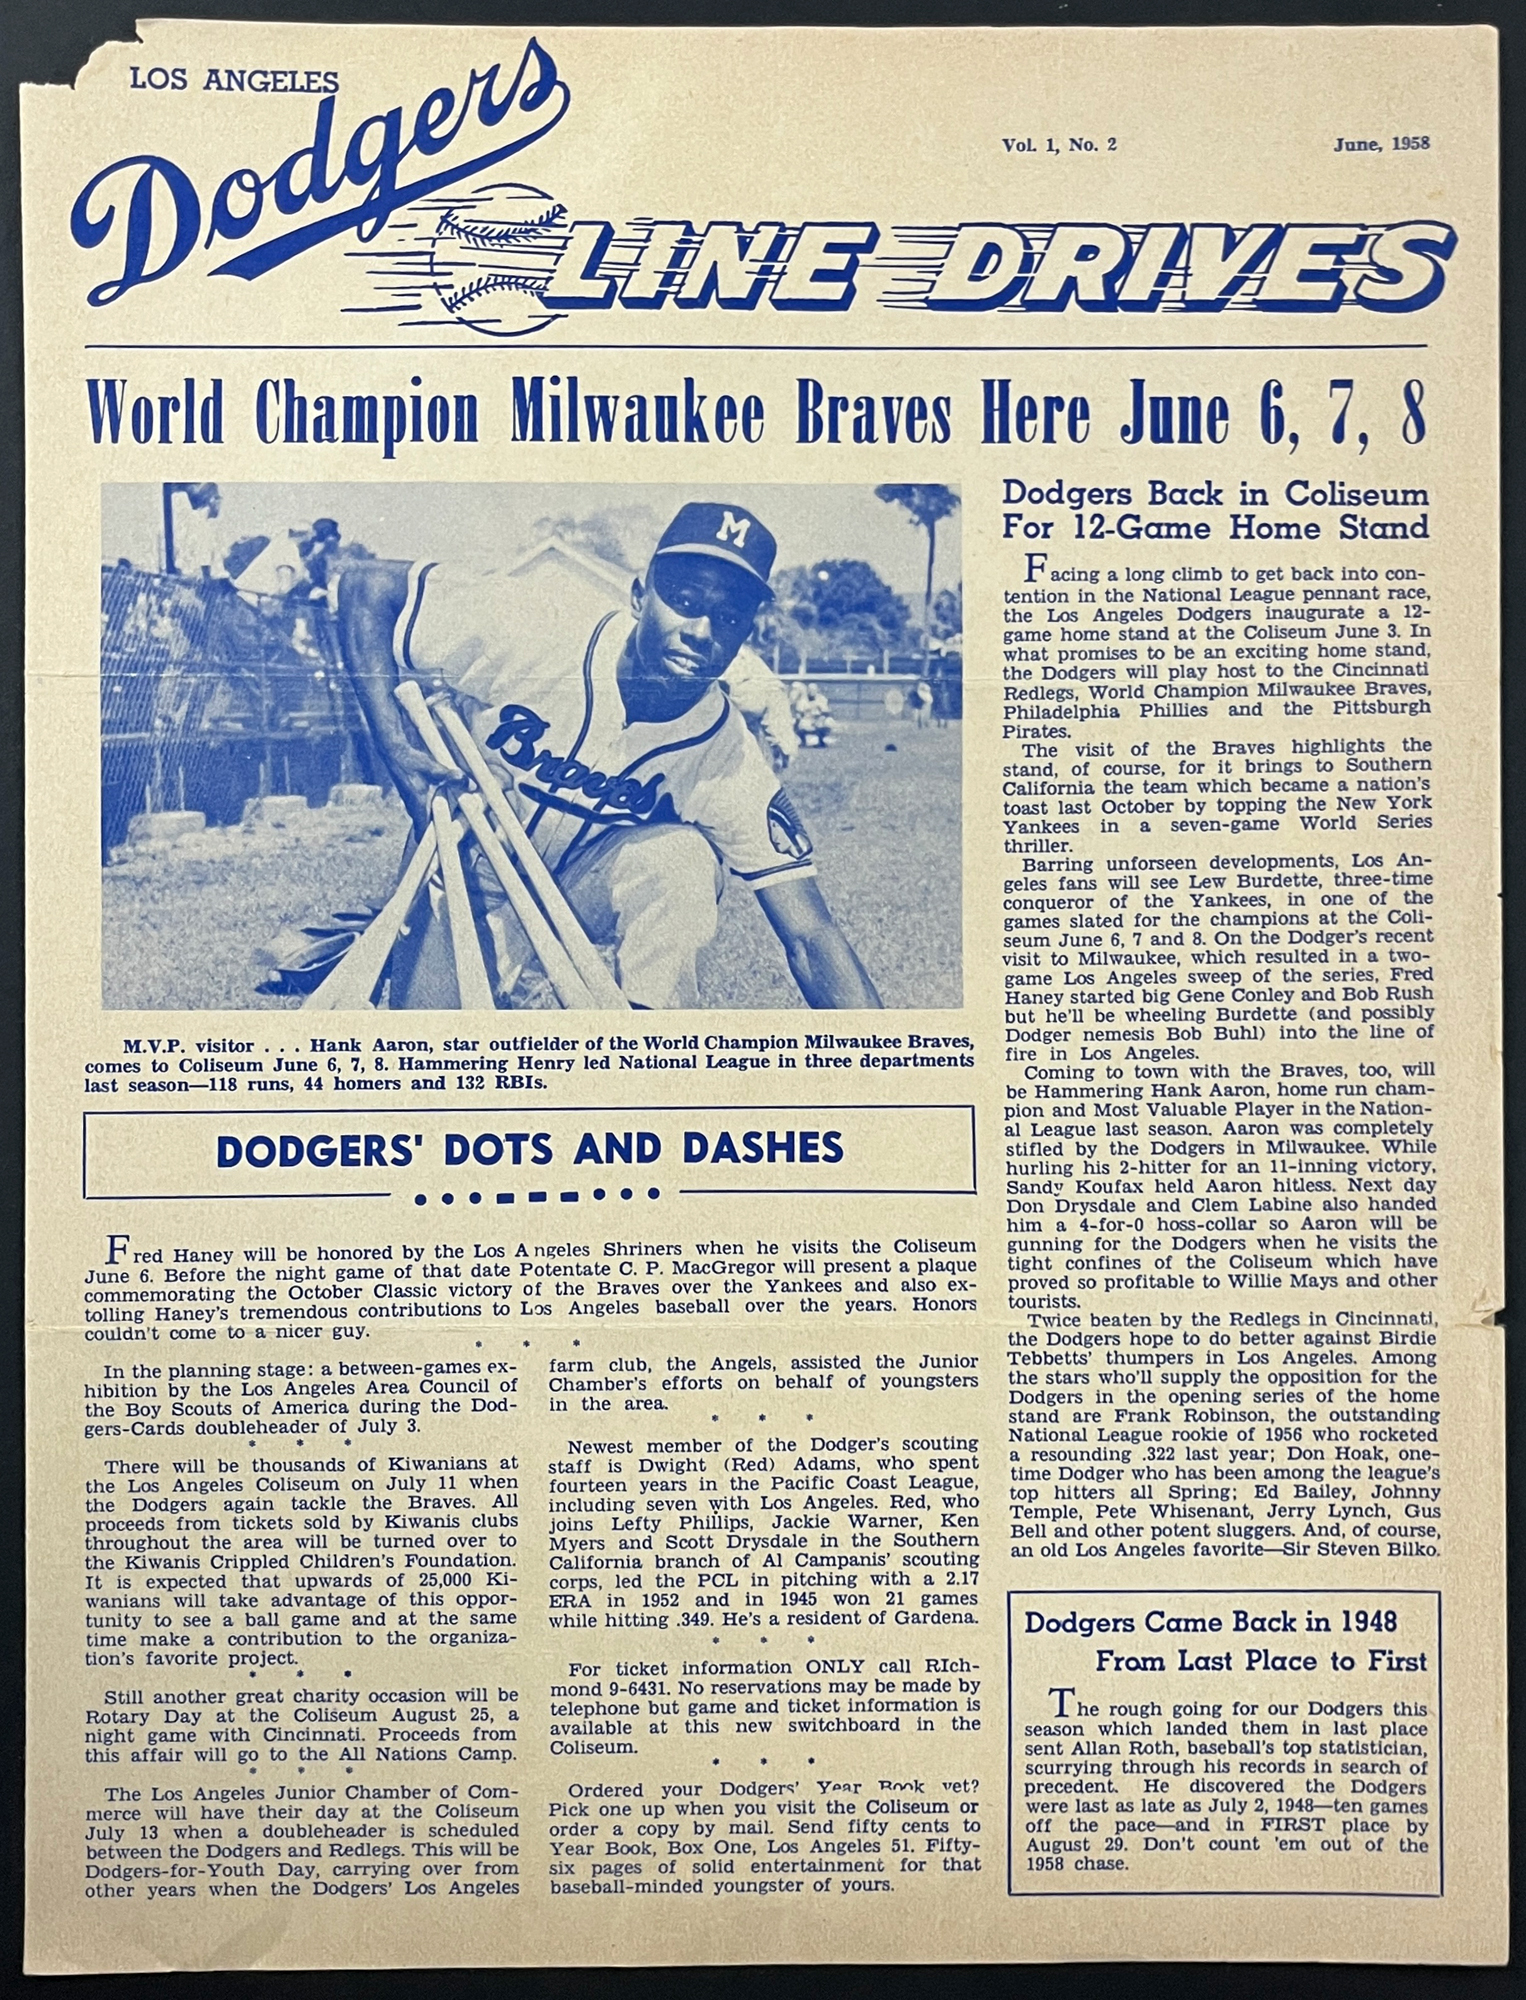 LOS ANGELES
Dodgers
Vol. 1, No. 2
June, 1958
LINE DRIVES
World Champion Milwaukee Braves Here June 6, 7, 8
M
Braves
M.V.P. visitor . . . Hank Aaron, star outfielder of the World Champion Milwaukee Braves,
comes to Coliseum June 6, 7, 8. Hammering Henry led National League in three departments
last season—118 runs, 44 homers and 132 RBIs.
DODGERS' DOTS AND DASHES
Fred Haney will be honored by the Los Angeles Shriners when he visits the Coliseum
June 6. Before the night game of that date Potentate C. P. MacGregor will present a plaque
commemorating the October Classic victory of the Braves over the Yankees and also ex-
tolling Haney's tremendous contributions to Los Angeles baseball over the years. Honors
couldn't come to a nicer guy.
* * *
In the planning stage: a between-games ex-
hibition by the Los Angeles Area Council of
the Boy Scouts of America during the Dod-
gers-Cards doubleheader of July 3.
* * *
There will be thousands of Kiwanians at
the Los Angeles Coliseum on July 11 when
the Dodgers again tackle the Braves. All
proceeds from tickets sold by Kiwanis clubs
throughout the area will be turned over to
the Kiwanis Crippled Children's Foundation.
It is expected that upwards of 25,000 Ki-
wanians will take advantage of this oppor-
tunity to see a ball game and at the same
time make a contribution to the organiza-
tion's favorite project.
* * *
Still another great charity occasion will be
Rotary Day at the Coliseum August 25, a
night game with Cincinnati. Proceeds from
this affair will go to the All Nations Camp.
* * *
The Los Angeles Junior Chamber of Com-
merce will have their day at the Coliseum
July 13 when a doubleheader is scheduled
between the Dodgers and Redlegs. This will be
Dodgers-for-Youth Day, carrying over from
other years when the Dodgers' Los Angeles
farm club, the Angels, assisted the Junior
Chamber's efforts on behalf of youngsters
in the area.
* * *
Newest member of the Dodger's scouting
staff is Dwight (Red) Adams, who spent
fourteen years in the Pacific Coast League,
including seven with Los Angeles. Red, who
joins Lefty Phillips, Jackie Warner, Ken
Myers and Scott Drysdale in the Southern
California branch of Al Campanis' scouting
corps, led the PCL in pitching with a 2.17
ERA in 1952 and in 1945 won 21 games
while hitting .349. He's a resident of Gardena.
* * *
For ticket information ONLY call RIch-
mond 9-6431. No reservations may be made by
telephone but game and ticket information is
available at this new switchboard in the
Coliseum.
* * *
Ordered your Dodgers' Year Book yet?
Pick one up when you visit the Coliseum or
order a copy by mail. Send fifty cents to
Year Book, Box One, Los Angeles 51. Fifty-
six pages of solid entertainment for that
baseball-minded youngster of yours.
Dodgers Back in Coliseum
For 12-Game Home Stand
Facing a long climb to get back into con-
tention in the National League pennant race,
the Los Angeles Dodgers inaugurate a 12-
game home stand at the Coliseum June 3. In
what promises to be an exciting home stand,
the Dodgers will play host to the Cincinnati
Redlegs, World Champion Milwaukee Braves,
Philadelphia Phillies and the Pittsburgh
Pirates.
The visit of the Braves highlights the
stand, of course, for it brings to Southern
California the team which became a nation's
toast last October by topping the New York
Yankees in a seven-game World Series
thriller.
Barring unforseen developments, Los An-
geles fans will see Lew Burdette, three-time
conqueror of the Yankees, in one of the
games slated for the champions at the Coli-
seum June 6, 7 and 8. On the Dodger's recent
visit to Milwaukee, which resulted in a two-
game Los Angeles sweep of the series, Fred
Haney started big Gene Conley and Bob Rush
but he'll be wheeling Burdette (and possibly
Dodger nemesis Bob Buhl) into the line of
fire in Los Angeles.
Coming to town with the Braves, too, will
be Hammering Hank Aaron, home run cham-
pion and Most Valuable Player in the Nation-
al League last season. Aaron was completely
stifled by the Dodgers in Milwaukee. While
hurling his 2-hitter for an 11-inning victory,
Sandy Koufax held Aaron hitless. Next day
Don Drysdale and Clem Labine also handed
him a 4-for-0 hoss-collar so Aaron will be
gunning for the Dodgers when he visits the
tight confines of the Coliseum which have
proved so profitable to Willie Mays and other
tourists.
Twice beaten by the Redlegs in Cincinnati,
the Dodgers hope to do better against Birdie
Tebbetts' thumpers in Los Angeles. Among
the stars who'll supply the opposition for the
Dodgers in the opening series of the home
stand are Frank Robinson, the outstanding
National League rookie of 1956 who rocketed
a resounding .322 last year; Don Hoak, one-
time Dodger who has been among the league's
top hitters all Spring; Ed Bailey, Johnny
Temple, Pete Whisenant, Jerry Lynch, Gus
Bell and other potent sluggers. And, of course,
an old Los Angeles favorite—Sir Steven Bilko.
Dodgers Came Back in 1948
From Last Place to First
The rough going for our Dodgers this
season which landed them in last place
sent Allan Roth, baseball's top statistician,
scurrying through his records in search of
precedent. He discovered the Dodgers
were last as late as July 2, 1948—ten games
off the pace—and in FIRST place by
August 29. Don't count 'em out of the
1958 chase.